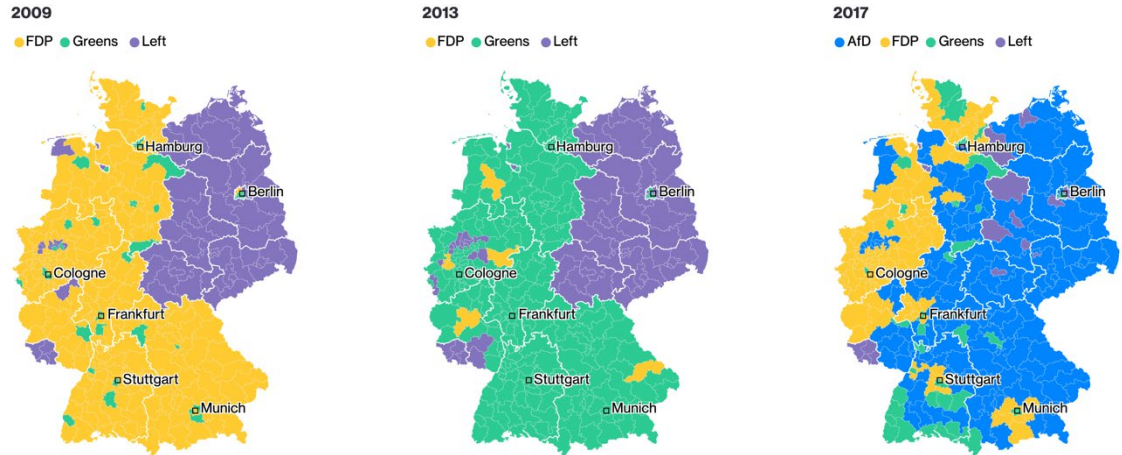 2009
FDP Greens Left
Hamburg
Berlin
Cologne
Frankfurt
Stuttgart
Munich
2013
FDP Greens Left
Hamburg
Berlin
Cologne
Frankfurt
Stuttgart
Munich
2017
AfD FDP Greens Left
Hamburg
Berlin
Cologne
Frankfurt
Stuttgart
Munich